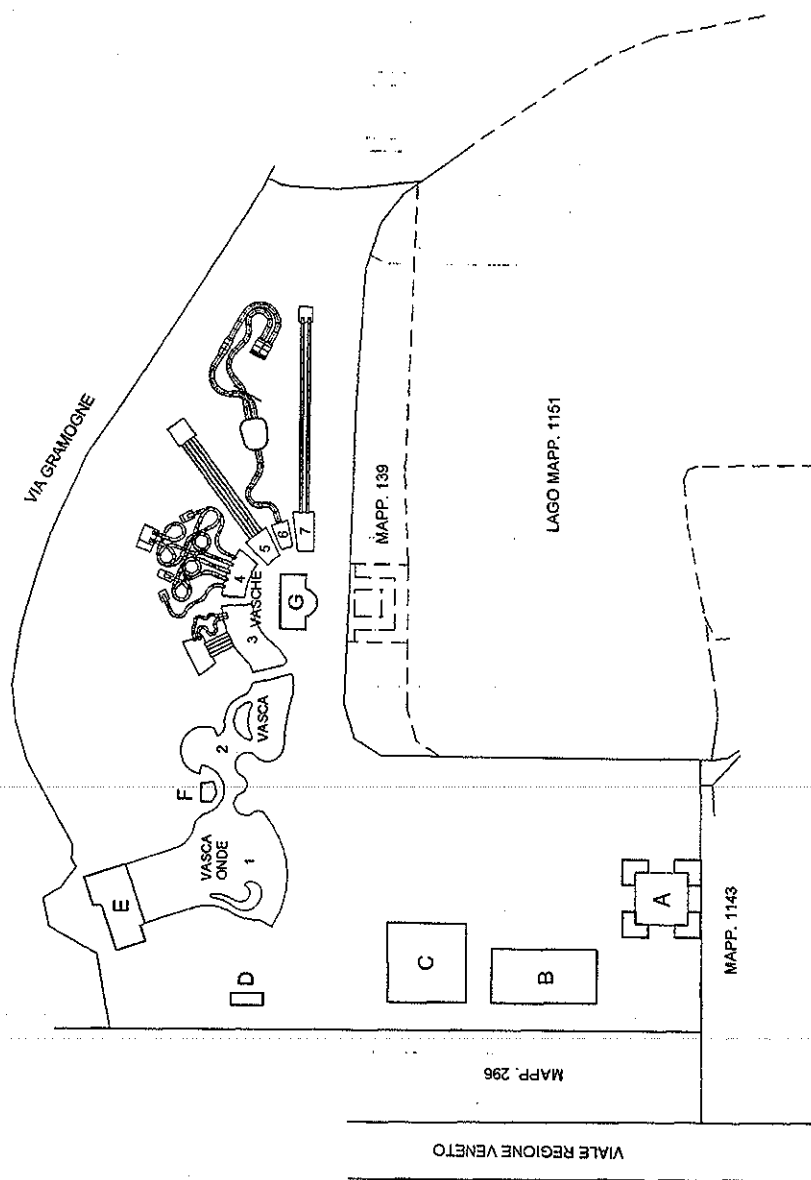 VIA GRAMOGNE
E
F
D
VASCA
ONDE
1
2
VASCA
3
VASCHE
4
5
6
7
G
C
B
A
MAPP. 139
LAGO MAPP. 1151
MAPP. 1143
MAPP. 296
VIALE REGIONE VENETO